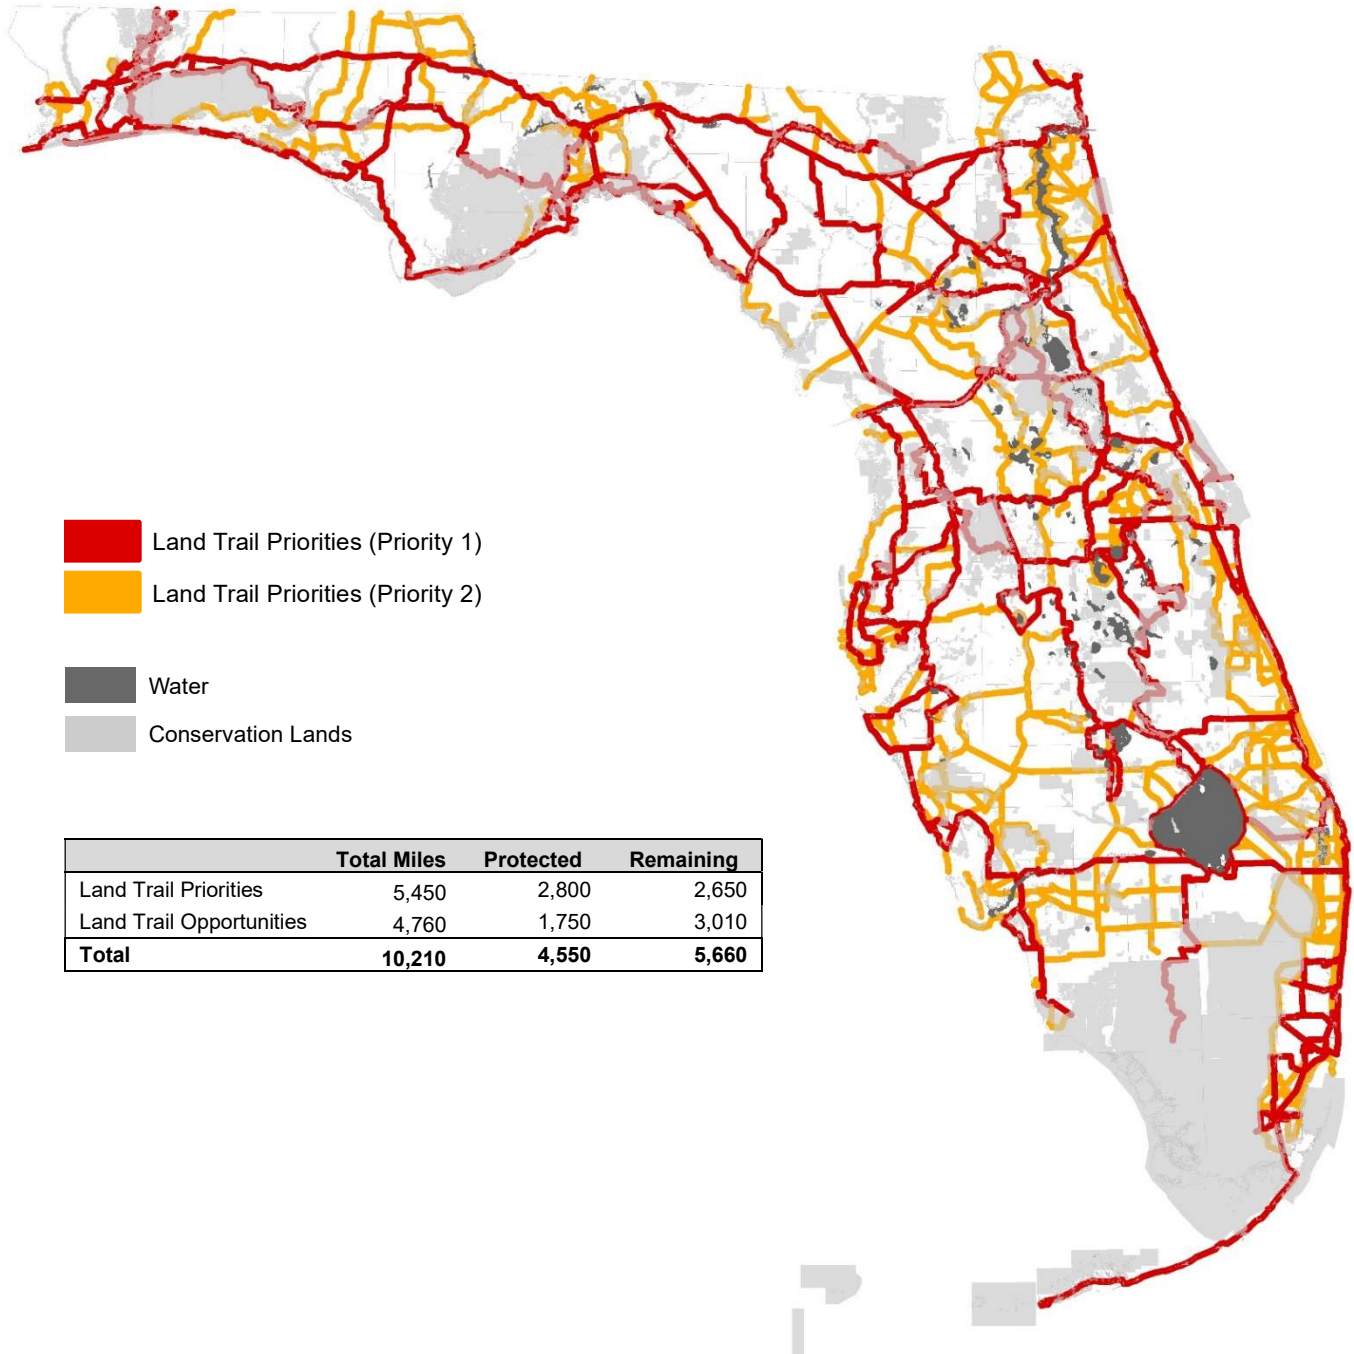 Land Trail Priorities (Priority 1)
Land Trail Priorities (Priority 2)
Water
Conservation Lands
Total Miles Protected Remaining
Land Trail Priorities 5,450 2,800 2,650
Land Trail Opportunities 4,760 1,750 3,010
Total 10,210 4,550 5,660